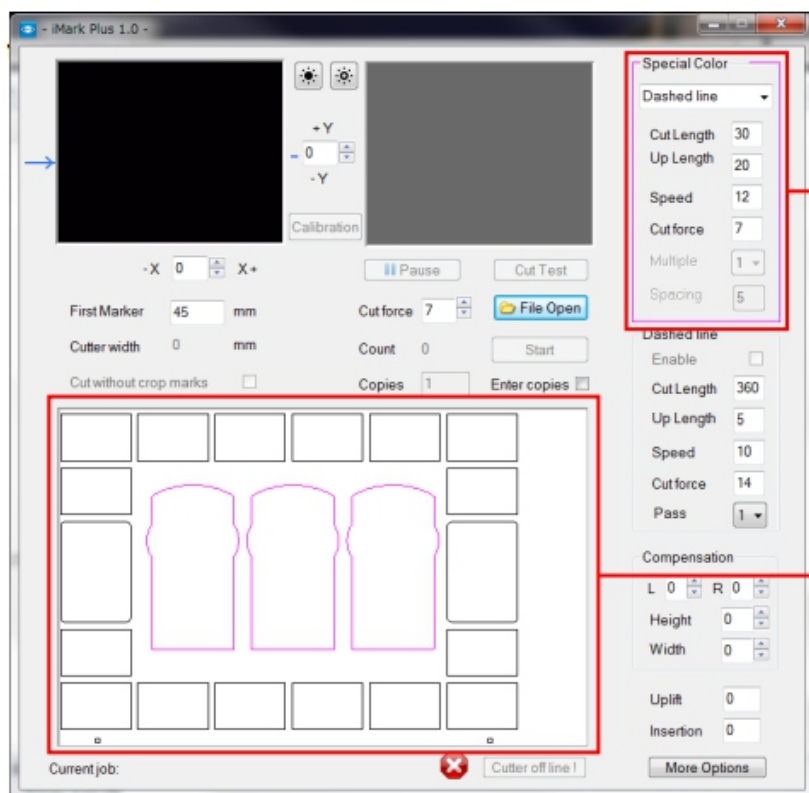 - iMark Plus 1.0 -
+Y
0
-Y
Calibration
-X 0 X+
Pause
Cut Test
First Marker 45 mm
Cut force 7
File Open
Cutter width 0 mm
Count 0
Start
Cut without crop marks
Copies 1
Enter copies
Current job:
Cutter off line !
Special Color
Dashed line
Cut Length 30
Up Length 20
Speed 12
Cut force 7
Multiple 1
Spacing 5
Dashed line
Enable
Cut Length 360
Up Length 5
Speed 10
Cut force 14
Pass 1
Compensation
L 0 R 0
Height 0
Width 0
Uplift 0
Insertion 0
More Options